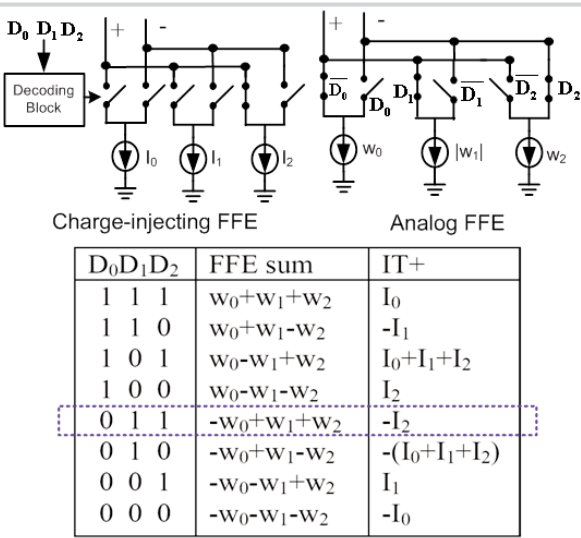 D₀ D₁ D₂
+ -
+ -
Decoding
Block
D̅₀ D₀ D₁ D̅₁ D̅₂ D₂
I₀ I₁ I₂
w₀ |w₁| w₂
Charge-injecting FFE
Analog FFE
D₀D₁D₂ FFE sum IT+
1 1 1 w₀+w₁+w₂ I₀
1 1 0 w₀+w₁-w₂ -I₁
1 0 1 w₀-w₁+w₂ I₀+I₁+I₂
1 0 0 w₀-w₁-w₂ I₂
0 1 1 -w₀+w₁+w₂ -I₂
0 1 0 -w₀+w₁-w₂ -(I₀+I₁+I₂)
0 0 1 -w₀-w₁+w₂ I₁
0 0 0 -w₀-w₁-w₂ -I₀